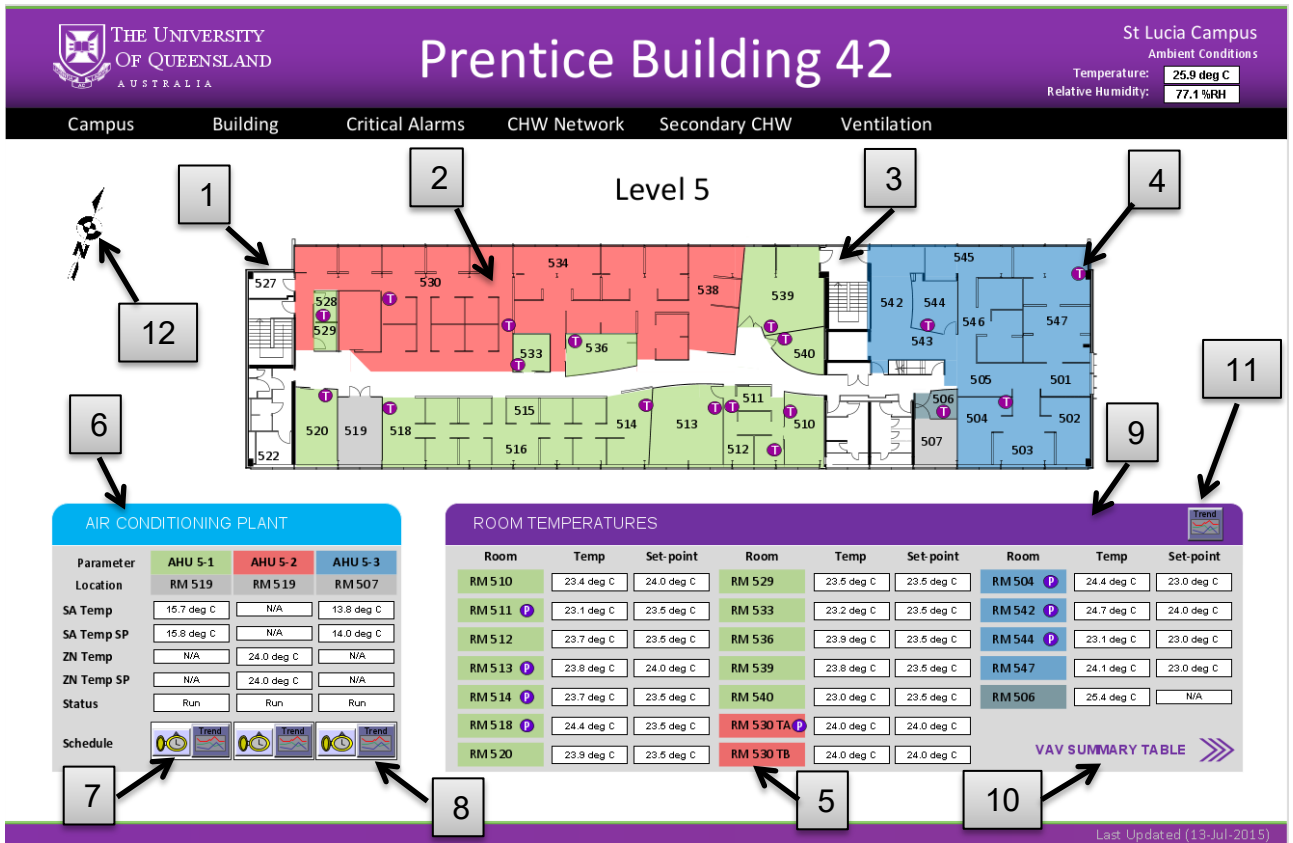 THE UNIVERSITY
OF QUEENSLAND
AUSTRALIA
Prentice Building 42
St Lucia Campus
Ambient Conditions
Temperature: 25.9 deg C
Relative Humidity: 77.1 %RH
Campus Building Critical Alarms CHW Network Secondary CHW Ventilation
1 2 3 4
Level 5
N
12
527 530 534 538 539 545
528 529 533 536 540
542 544 546 547 543
505 501
520 519 518 515 516 514 513 511 512 510
506 507 504 503 502
522
T T T T T T T T T T T T T T T T T T
11
6
9
AIR CONDITIONING PLANT
Parameter AHU 5-1 AHU 5-2 AHU 5-3
Location RM 519 RM 519 RM 507
SA Temp 15.7 deg C N/A 13.8 deg C
SA Temp SP 15.8 deg C N/A 14.0 deg C
ZN Temp N/A 24.0 deg C N/A
ZN Temp SP N/A 24.0 deg C N/A
Status Run Run Run
Schedule Trend Trend Trend
7 8
ROOM TEMPERATURES Trend
Room Temp Set-point Room Temp Set-point Room Temp Set-point
RM 510 23.4 deg C 24.0 deg C RM 529 23.5 deg C 23.5 deg C RM 504 P 24.4 deg C 23.0 deg C
RM 511 P 23.1 deg C 23.5 deg C RM 533 23.2 deg C 23.5 deg C RM 542 P 24.7 deg C 24.0 deg C
RM 512 23.7 deg C 23.5 deg C RM 536 23.9 deg C 23.5 deg C RM 544 P 23.1 deg C 23.0 deg C
RM 513 P 23.8 deg C 24.0 deg C RM 539 23.8 deg C 23.5 deg C RM 547 24.1 deg C 23.0 deg C
RM 514 P 23.7 deg C 23.5 deg C RM 540 23.0 deg C 23.5 deg C RM 506 25.4 deg C N/A
RM 518 P 24.4 deg C 23.5 deg C RM 530 TA P 24.0 deg C 24.0 deg C
RM 520 23.9 deg C 23.5 deg C RM 530 TB 24.0 deg C 24.0 deg C
VAV SUMMARY TABLE
5 10
Last Updated (13-Jul-2015)